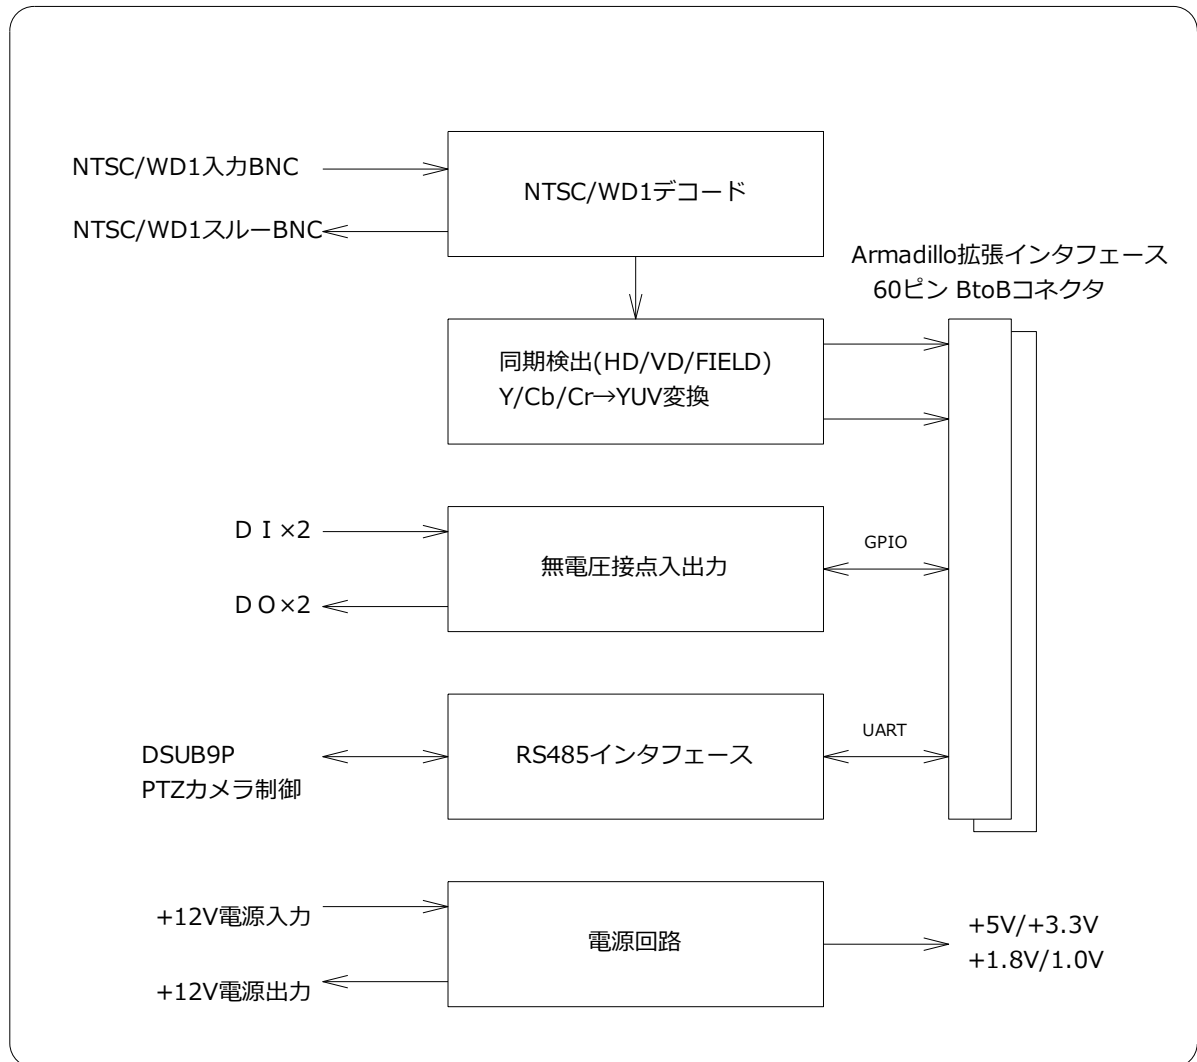 NTSC/WD1入力BNC
NTSC/WD1デコード
NTSC/WD1スルーBNC
Armadillo拡張インタフェース
60ピン BtoBコネクタ
同期検出(HD/VD/FIELD)
Y/Cb/Cr→YUV変換
ＤＩ×2
無電圧接点入出力
GPIO
ＤＯ×2
DSUB9P
PTZカメラ制御
RS485インタフェース
UART
+12V電源入力
電源回路
+12V電源出力
+5V/+3.3V
+1.8V/1.0V